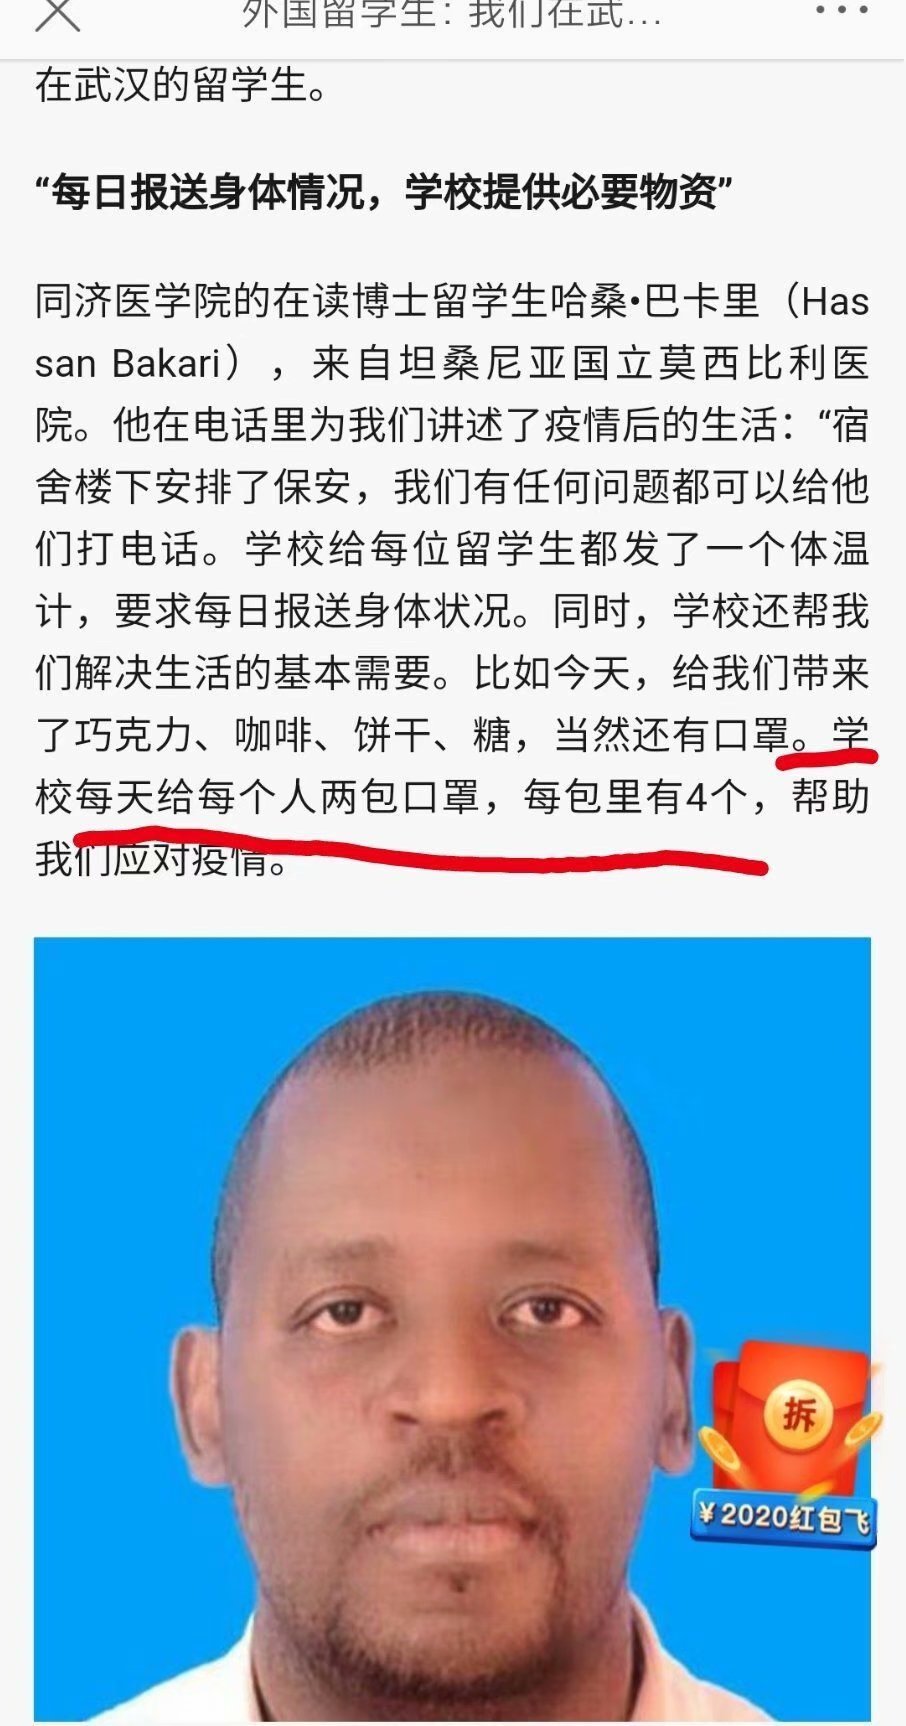 外国留学生：我们在武...
在武汉的留学生。
“每日报送身体情况，学校提供必要物资”
同济医学院的在读博士留学生哈桑•巴卡里（Has
san Bakari），来自坦桑尼亚国立莫西比利医
院。他在电话里为我们讲述了疫情后的生活：“宿
舍楼下安排了保安，我们有任何问题都可以给他
们打电话。学校给每位留学生都发了一个体温
计，要求每日报送身体状况。同时，学校还帮我
们解决生活的基本需要。比如今天，给我们带来
了巧克力、咖啡、饼干、糖，当然还有口罩。学
校每天给每个人两包口罩，每包里有4个，帮助
我们应对疫情。
拆
¥2020红包飞